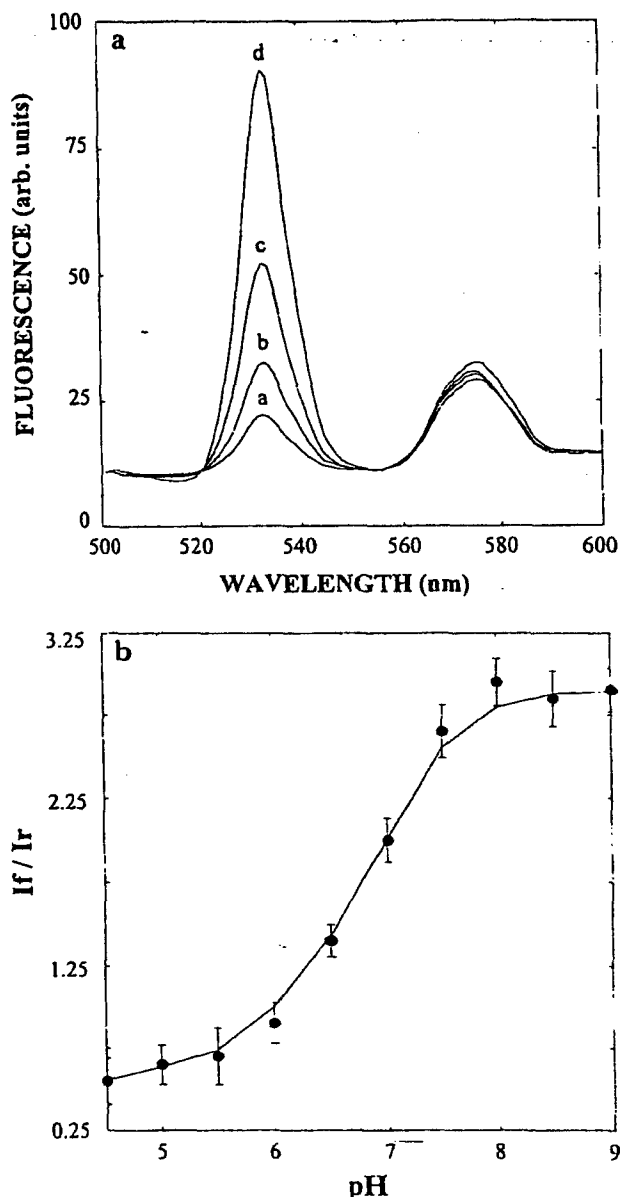 100
a
d
75
c
50
b
a
25
0
500 520 540 560 580 600
FLUORESCENCE (arb. units)
WAVELENGTH (nm)
3.25
b
2.25
1.25
0.25
If / Ir
5 6 7 8 9
pH